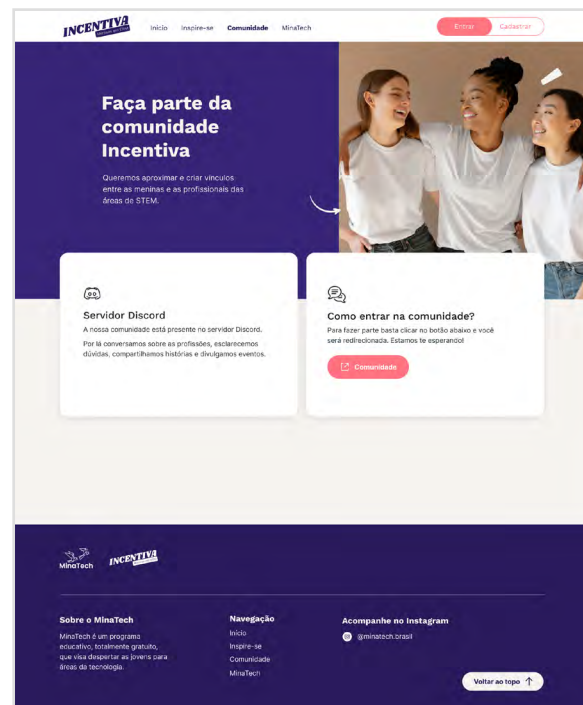 INCENTIVA
Início Inspire-se Comunidade MinaTech
Entrar Cadastrar
Faça parte da
comunidade
Incentiva
Queremos aproximar e criar vínculos
entre as meninas e as profissionais das
áreas de STEM.
Servidor Discord
A nossa comunidade está presente no servidor Discord.
Por lá conversamos sobre as profissões, esclarecemos
dúvidas, compartilhamos histórias e divulgamos eventos.
Como entrar na comunidade?
Para fazer parte basta clicar no botão abaixo e você
será redirecionada. Estamos te esperando!
Comunidade
MinaTech
INCENTIVA
Sobre o MinaTech
MinaTech é um programa
educativo, totalmente gratuito,
que visa despertar as jovens para
áreas da tecnologia.
Navegação
Início
Inspire-se
Comunidade
MinaTech
Acompanhe no Instagram
@minatech.brasil
Voltar ao topo